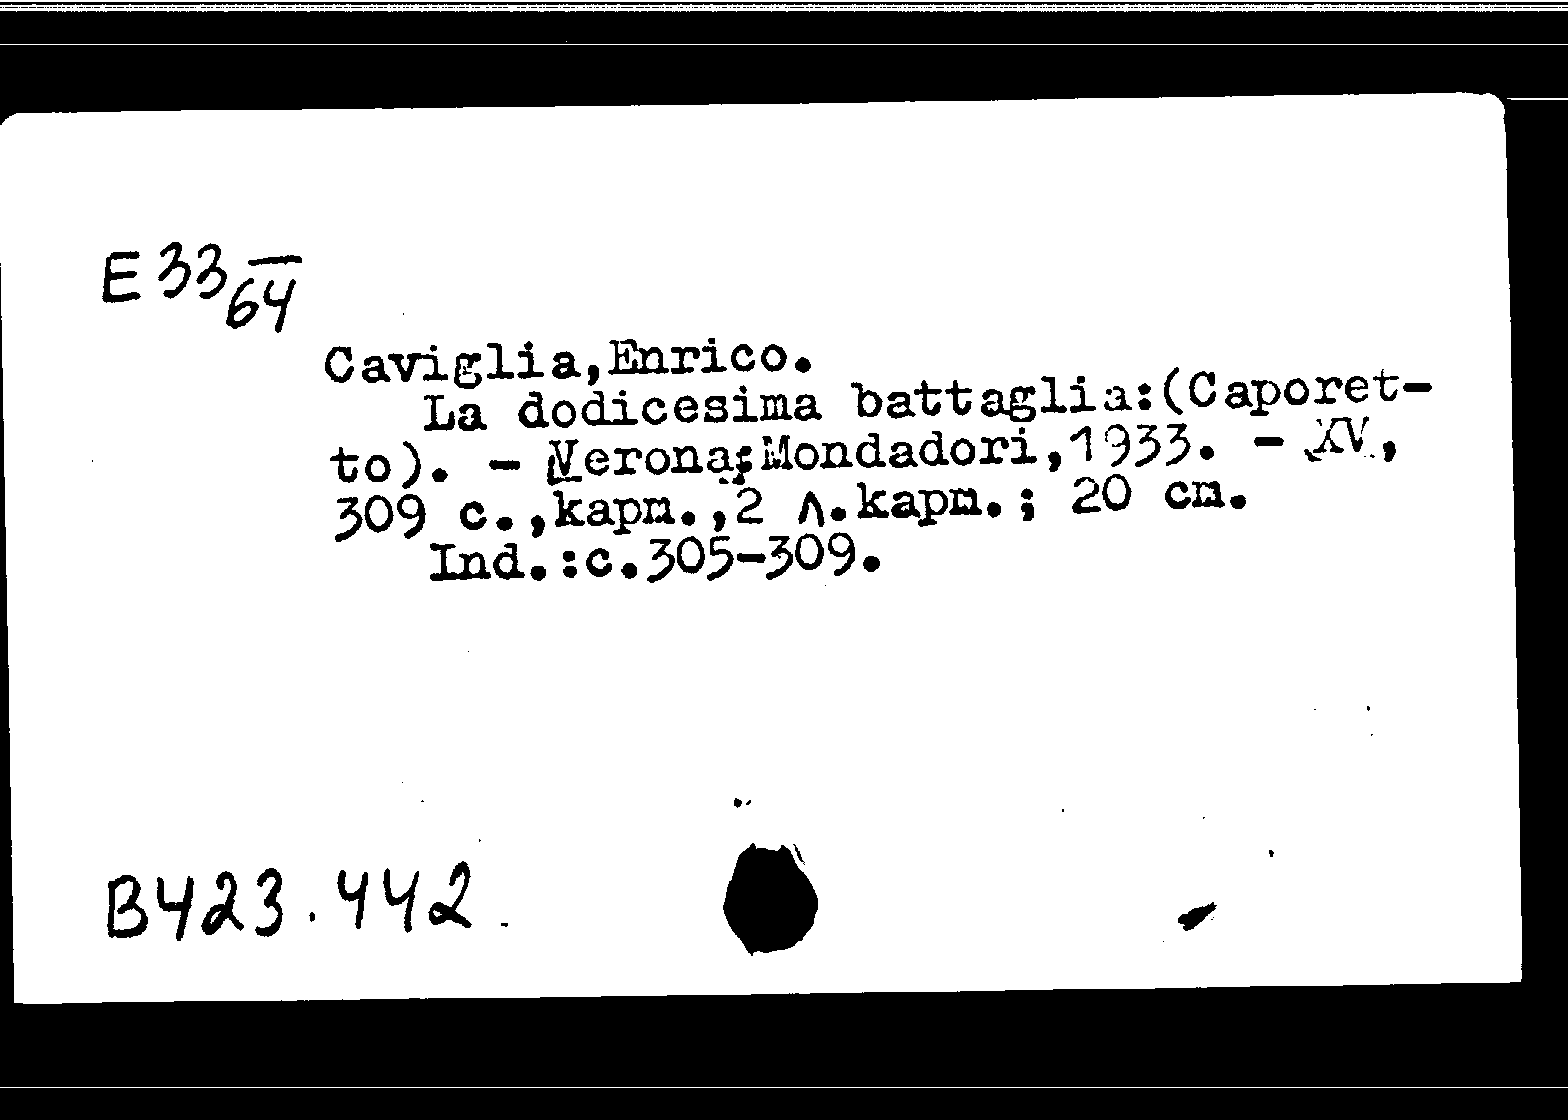 E 33/64
Caviglia,Enrico.
La dodicesima battaglia:(Caporet-
to). - Verona;Mondadori,1933. - XV,
309 с.,карт.,2 л.карт.; 20 см.
Ind.:с.305-309.
B423.442